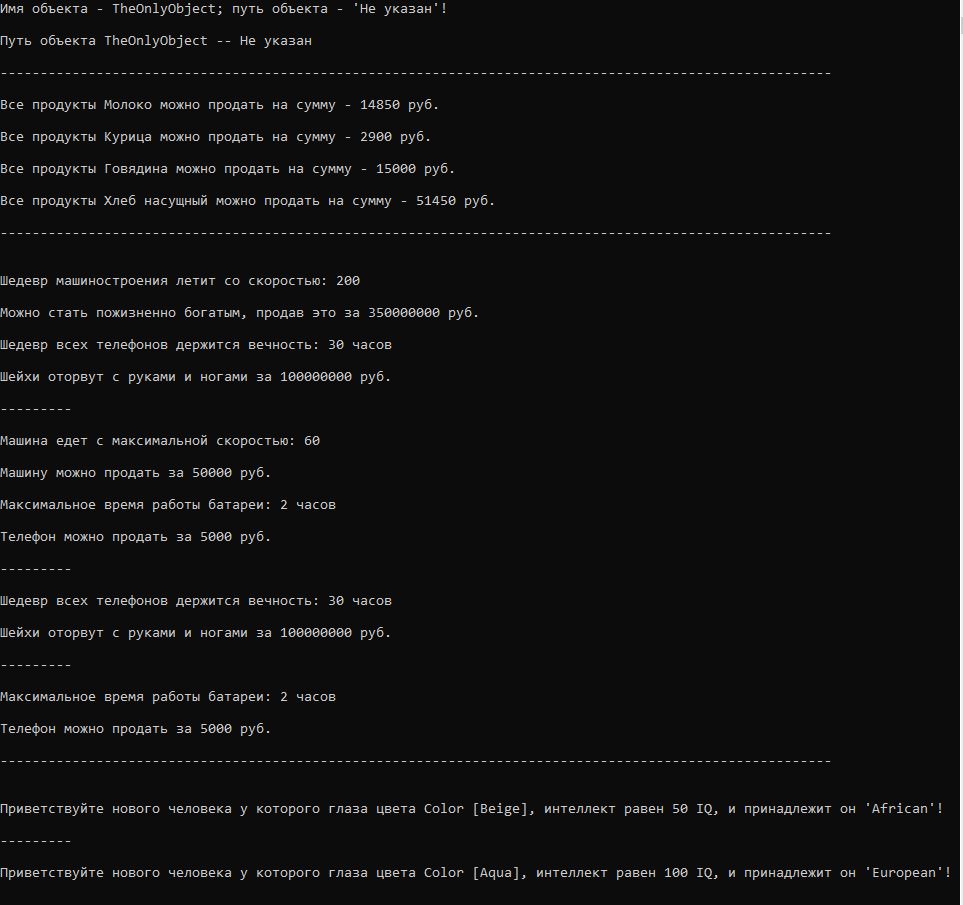 Имя объекта - TheOnlyObject; путь объекта - 'Не указан'!
Путь объекта TheOnlyObject -- Не указан
--------------------------------------------------------------------------------------------------------
Все продукты Молоко можно продать на сумму - 14850 руб.
Все продукты Курица можно продать на сумму - 2900 руб.
Все продукты Говядина можно продать на сумму - 15000 руб.
Все продукты Хлеб насущный можно продать на сумму - 51450 руб.
--------------------------------------------------------------------------------------------------------
Шедевр машиностроения летит со скоростью: 200
Можно стать пожизненно богатым, продав это за 350000000 руб.
Шедевр всех телефонов держится вечность: 30 часов
Шейхи оторвут с руками и ногами за 100000000 руб.
---------
Машина едет с максимальной скоростью: 60
Машину можно продать за 50000 руб.
Максимальное время работы батареи: 2 часов
Телефон можно продать за 5000 руб.
---------
Шедевр всех телефонов держится вечность: 30 часов
Шейхи оторвут с руками и ногами за 100000000 руб.
---------
Максимальное время работы батареи: 2 часов
Телефон можно продать за 5000 руб.
--------------------------------------------------------------------------------------------------------
Приветствуйте нового человека у которого глаза цвета Color [Beige], интеллект равен 50 IQ, и принадлежит он 'African'!
---------
Приветствуйте нового человека у которого глаза цвета Color [Aqua], интеллект равен 100 IQ, и принадлежит он 'European'!